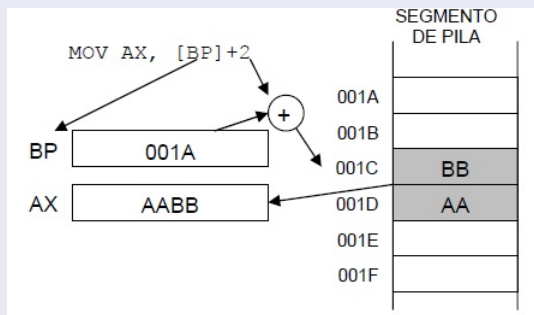 SEGMENTO
DE PILA
MOV AX, [BP]+2
+
001A
001B
BP 001A
001C BB
AX AABB
001D AA
001E
001F